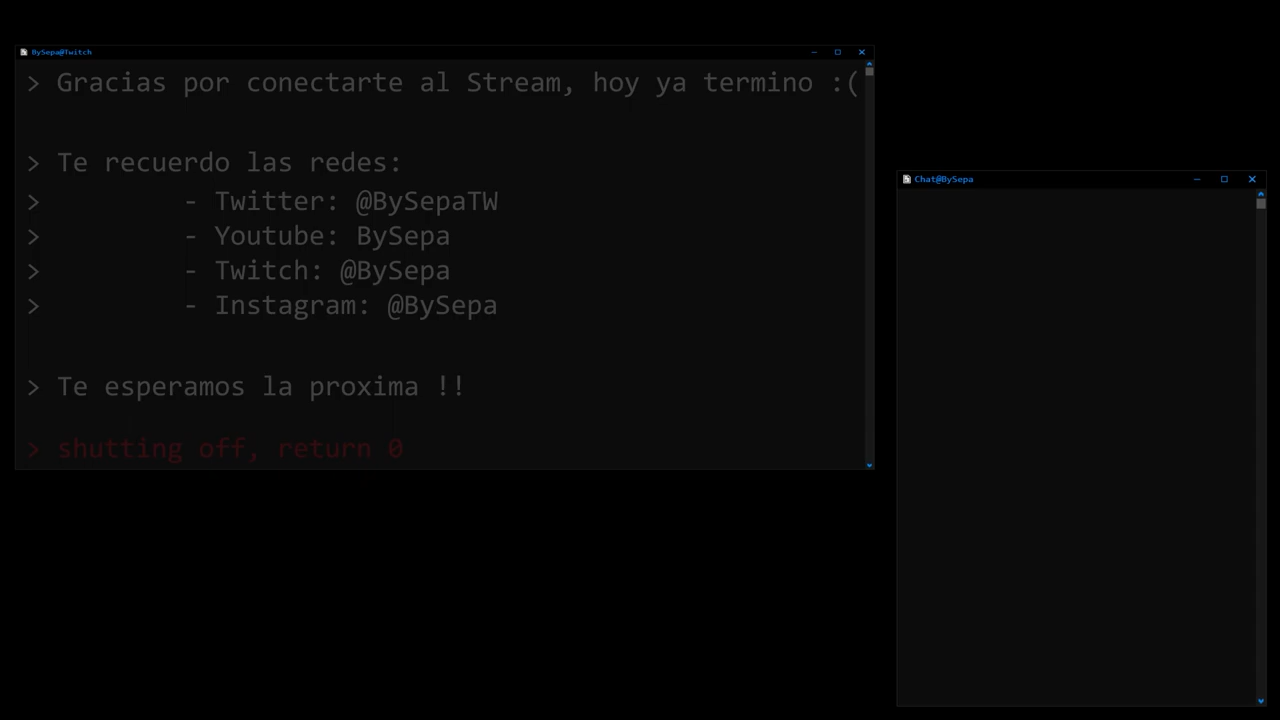 BySepa@Twitch
> Gracias por conectarte al Stream, hoy ya termino :(
> Te recuerdo las redes:
> - Twitter: @BySepaTW
> - Youtube: BySepa
> - Twitch: @BySepa
> - Instagram: @BySepa
> Te esperamos la proxima !!
> shutting off, return 0
Chat@BySepa